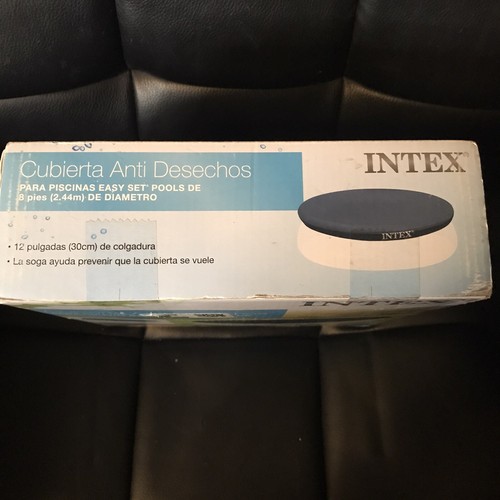 Cubierta Anti Desechos
INTEX®
PARA PISCINAS EASY SET® POOLS DE
8 pies (2.44m) DE DIAMETRO
INTEX®
• 12 pulgadas (30cm) de colgadura
• La soga ayuda prevenir que la cubierta se vuele
INTEX